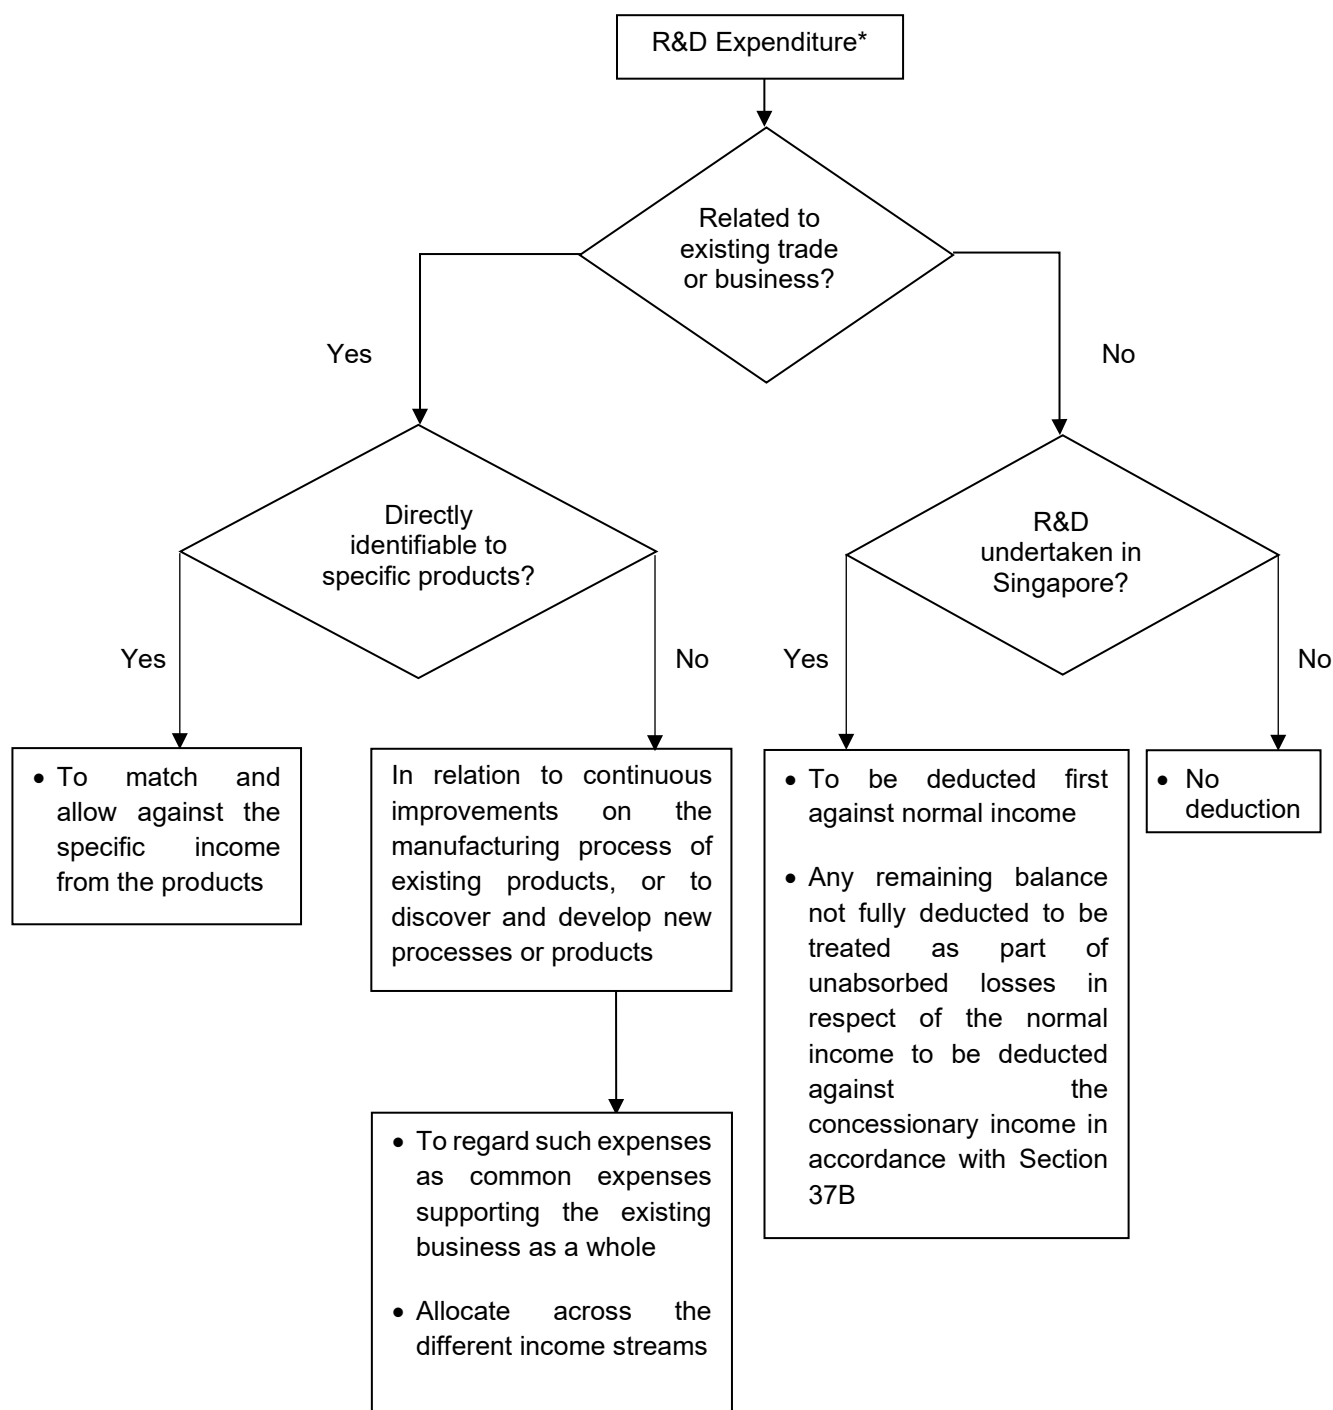 R&D Expenditure*
Related to
existing trade
or business?
Yes
No
Directly
identifiable to
specific products?
R&D
undertaken in
Singapore?
Yes
No
Yes
No
• To match and
allow against the
specific income
from the products
In relation to continuous
improvements on the
manufacturing process of
existing products, or to
discover and develop new
processes or products
• To regard such expenses
as common expenses
supporting the existing
business as a whole
• Allocate across the
different income streams
• To be deducted first
against normal income
• Any remaining balance
not fully deducted to be
treated as part of
unabsorbed losses in
respect of the normal
income to be deducted
against the
concessionary income in
accordance with Section
37B
• No
deduction